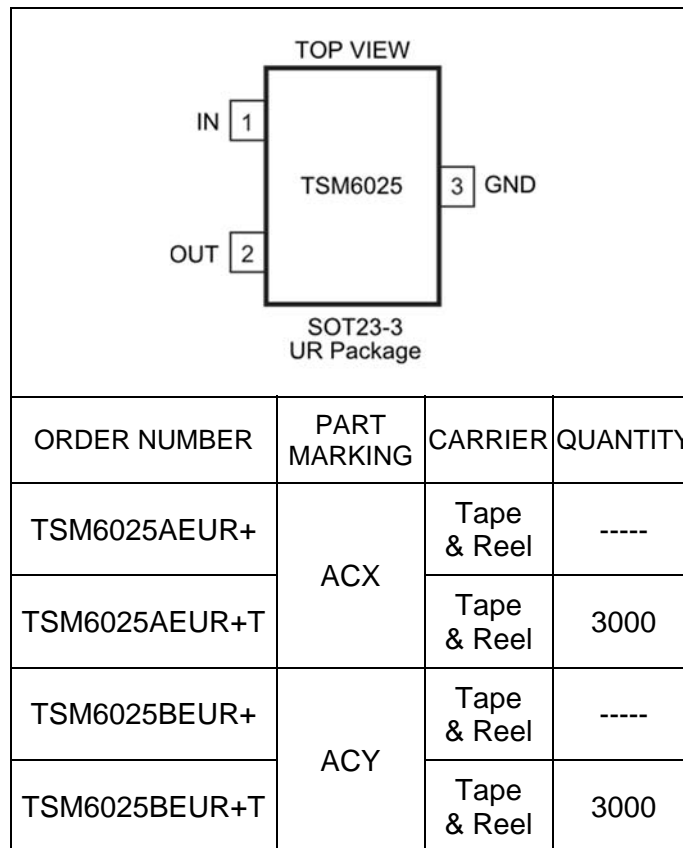 TOP VIEW
IN 1
TSM6025
3 GND
OUT 2
SOT23-3
UR Package
ORDER NUMBER PART MARKING CARRIER QUANTITY
TSM6025AEUR+ ACX Tape & Reel -----
TSM6025AEUR+T Tape & Reel 3000
TSM6025BEUR+ ACY Tape & Reel -----
TSM6025BEUR+T Tape & Reel 3000